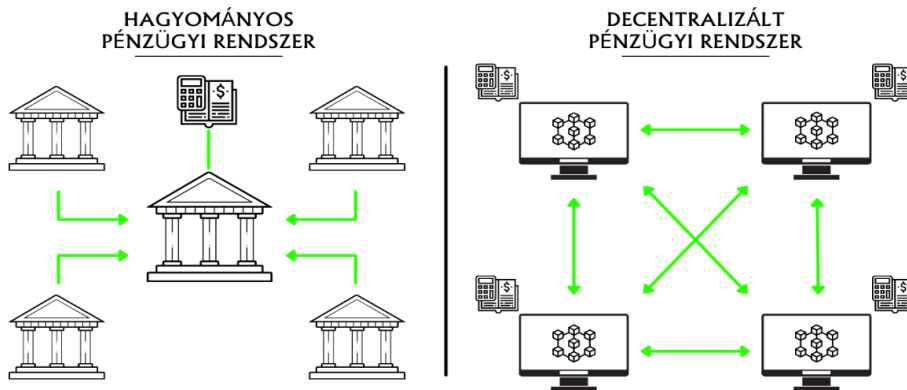 HAGYOMÁNYOS
PÉNZÜGYI RENDSZER
DECENTRALIZÁLT
PÉNZÜGYI RENDSZER
$
$
$
$
$